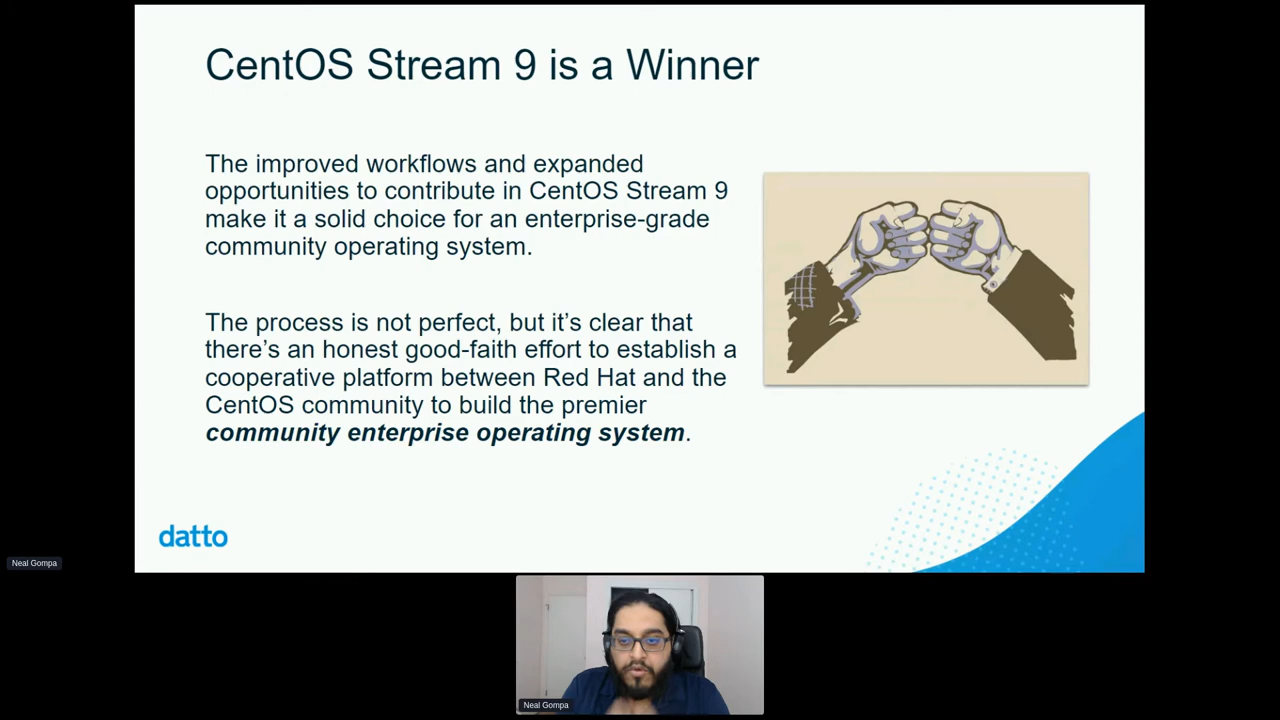 CentOS Stream 9 is a Winner
The improved workflows and expanded
opportunities to contribute in CentOS Stream 9
make it a solid choice for an enterprise-grade
community operating system.
The process is not perfect, but it’s clear that
there’s an honest good-faith effort to establish a
cooperative platform between Red Hat and the
CentOS community to build the premier
community enterprise operating system.
datto
Neal Gompa
Neal Gompa